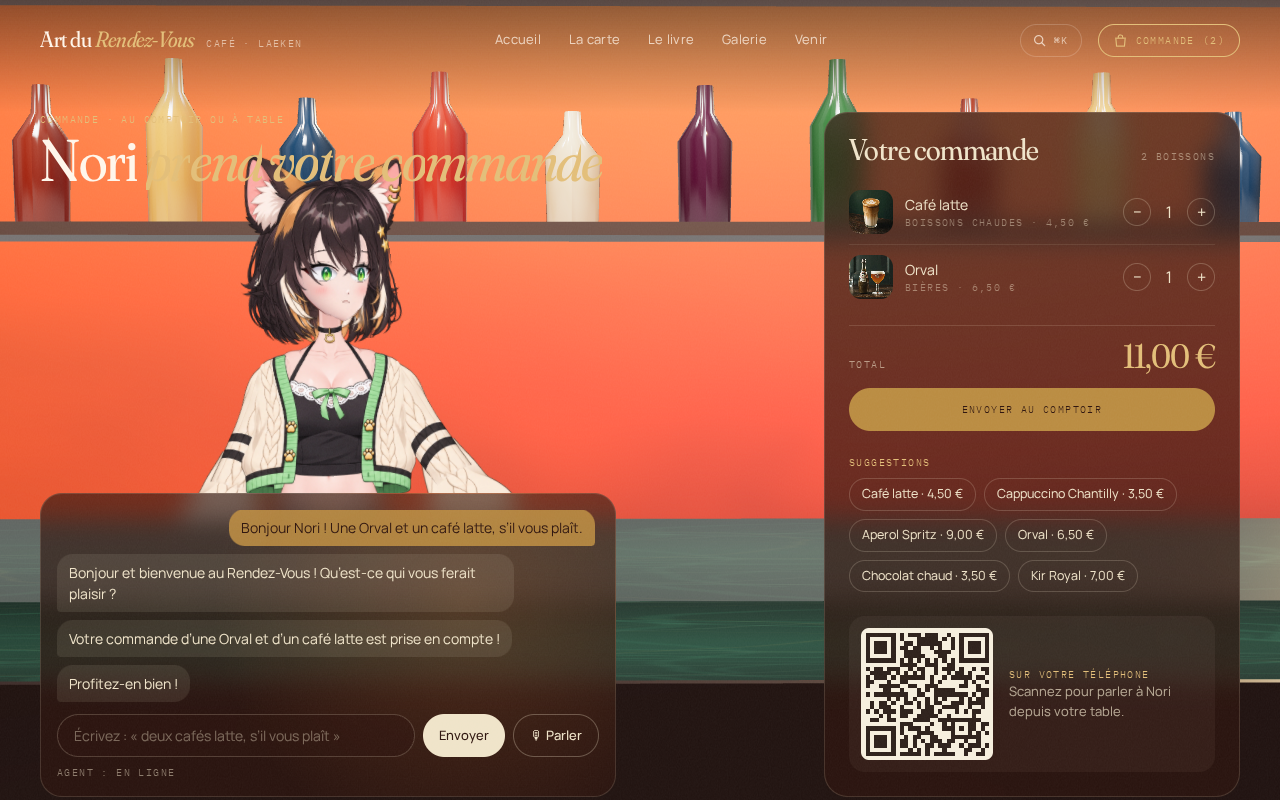 Art du Rendez-Vous CAFÉ · LAEKEN
Accueil
La carte
Le livre
Galerie
Venir
⌘K
COMMANDE (2)
COMMANDE · AU COMPTOIR OU À TABLE
Nori prend votre commande
Bonjour Nori ! Une Orval et un café latte, s’il vous plaît.
Bonjour et bienvenue au Rendez-Vous ! Qu’est-ce qui vous ferait
plaisir ?
Votre commande d’une Orval et d’un café latte est prise en compte !
Profitez-en bien !
Écrivez : « deux cafés latte, s’il vous plaît »
Envoyer
🎙 Parler
AGENT : EN LIGNE
Votre commande
2 BOISSONS
Café latte
BOISSONS CHAUDES · 4,50 €
− 1 +
Orval
BIÈRES · 6,50 €
− 1 +
TOTAL
11,00 €
ENVOYER AU COMPTOIR
SUGGESTIONS
Café latte · 4,50 €
Cappuccino Chantilly · 3,50 €
Aperol Spritz · 9,00 €
Orval · 6,50 €
Chocolat chaud · 3,50 €
Kir Royal · 7,00 €
SUR VOTRE TÉLÉPHONE
Scannez pour parler à Nori
depuis votre table.